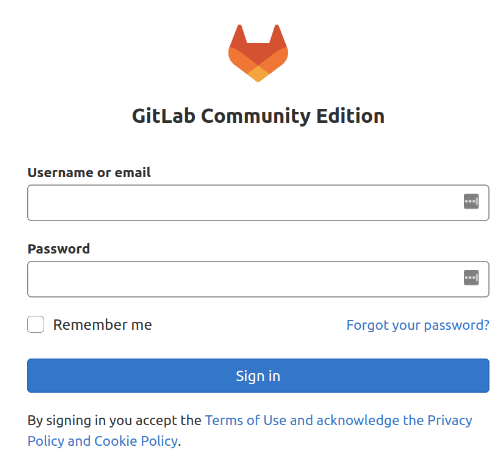 GitLab Community Edition
Username or email
Password
Remember me
Forgot your password?
Sign in
By signing in you accept the Terms of Use and acknowledge the Privacy
Policy and Cookie Policy.